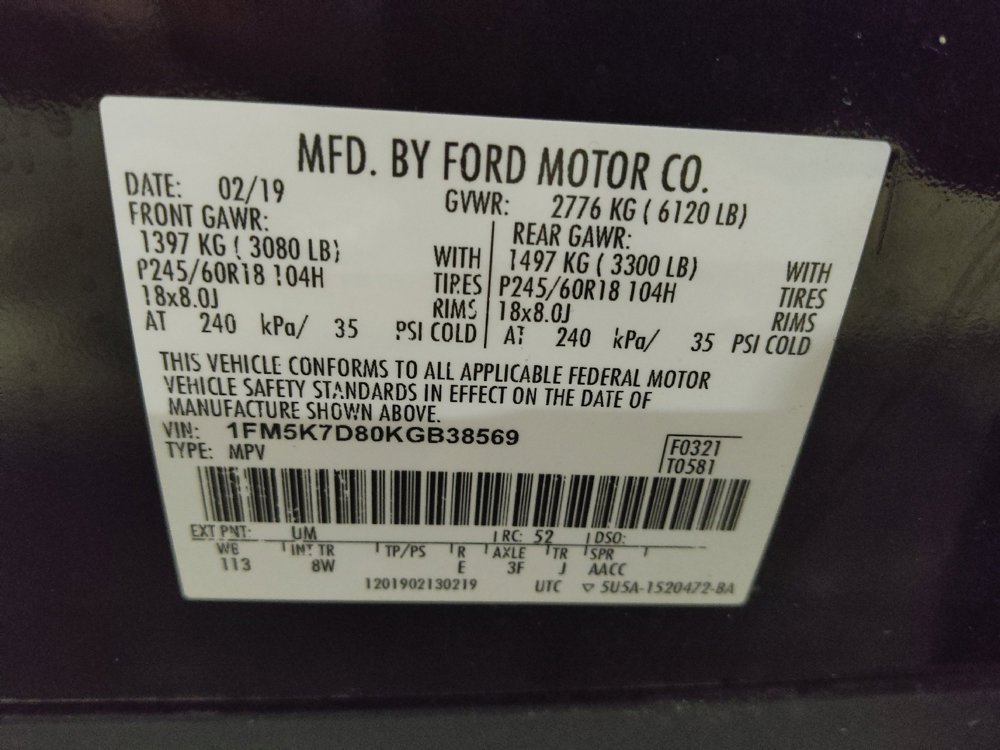 MFD. BY FORD MOTOR CO.
DATE: 02/19 GVWR: 2776 KG ( 6120 LB)
FRONT GAWR: REAR GAWR:
1397 KG ( 3080 LB) WITH 1497 KG ( 3300 LB) WITH
P245/60R18 104H TIRES P245/60R18 104H TIRES
18x8.0J RIMS 18x8.0J RIMS
AT 240 kPa/ 35 PSI COLD AT 240 kPa/ 35 PSI COLD
THIS VEHICLE CONFORMS TO ALL APPLICABLE FEDERAL MOTOR
VEHICLE SAFETY STANDARDS IN EFFECT ON THE DATE OF
MANUFACTURE SHOWN ABOVE.
VIN: 1FM5K7D80KGB38569
TYPE: MPV
F0321
T0581
EXT PNT: UM RC: 52 DSO:
WB INT TR TP/PS R AXLE TR SPR
113 8W E 3F J AACC
1201902130219 UTC ▽ 5U5A-1520472-BA